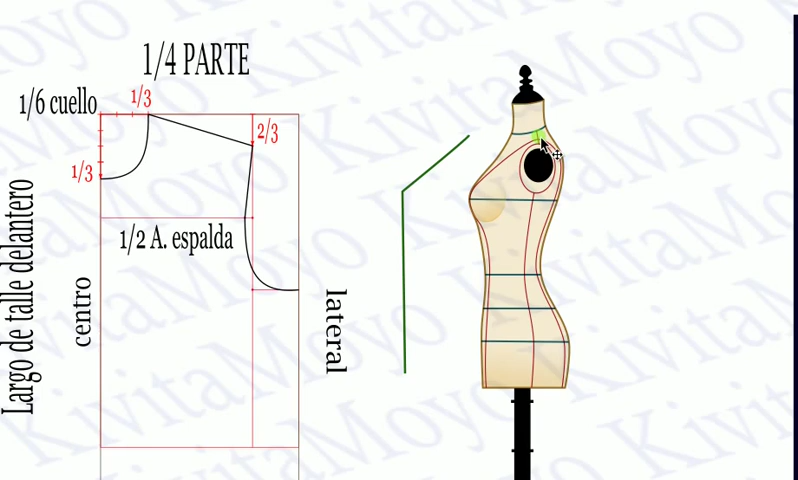 1/4 PARTE
1/6 cuello
1/3
2/3
1/3
1/2 A. espalda
Largo de talle delantero
centro
lateral
KivitaMoyo